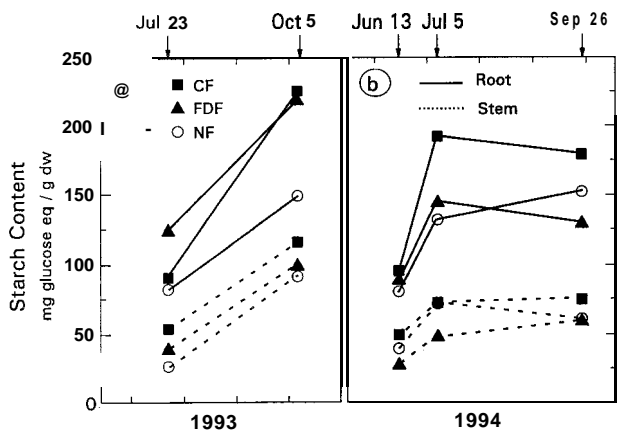 Jul 23 Oct 5 Jun 13 Jul 5 Sep 26
250
@ CF
FDF
NF
b Root
Stem
200
150
100
50
0
Starch Content
mg glucose eq / g dw
1993 1994